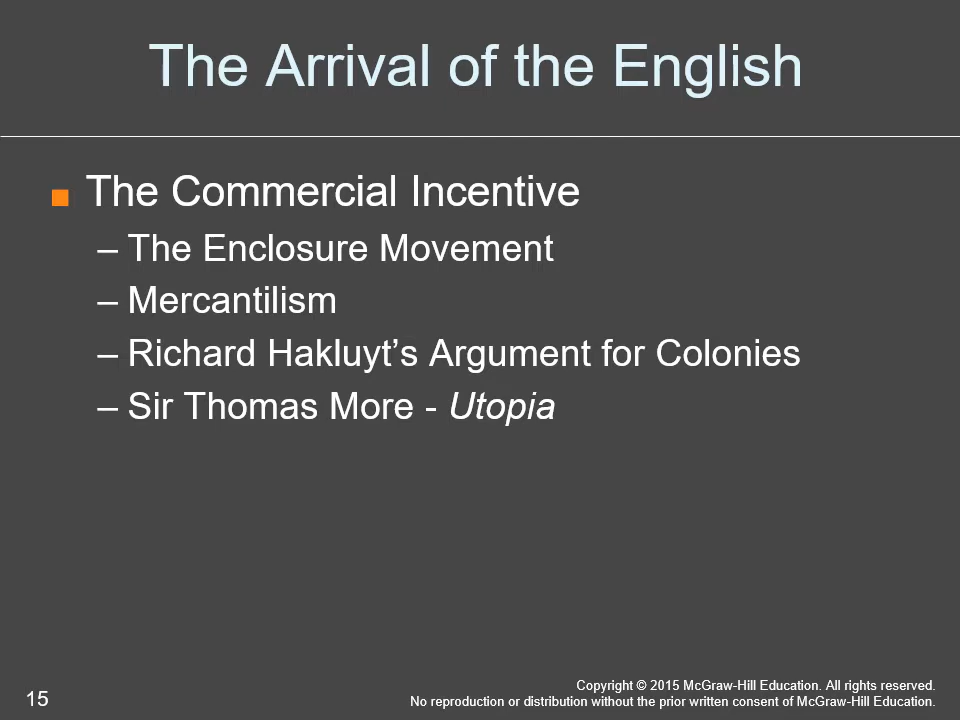 The Arrival of the English
■ The Commercial Incentive
– The Enclosure Movement
– Mercantilism
– Richard Hakluyt’s Argument for Colonies
– Sir Thomas More - Utopia
15
Copyright © 2015 McGraw-Hill Education. All rights reserved.
No reproduction or distribution without the prior written consent of McGraw-Hill Education.